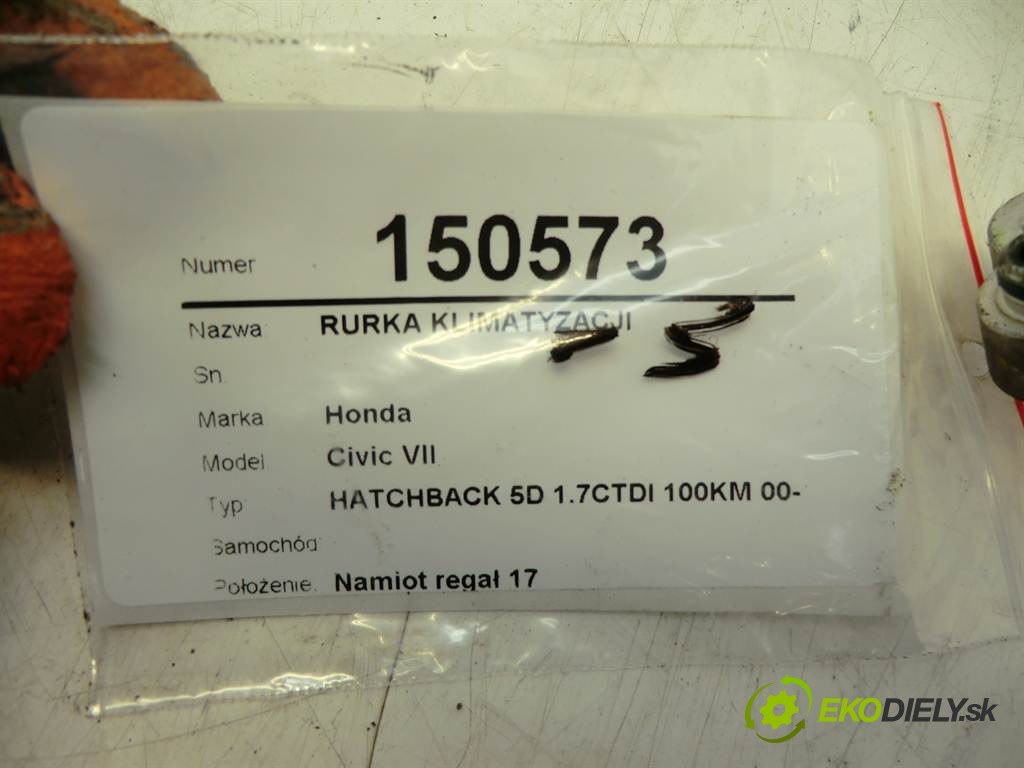 Numer 150573
Nazwa RURKA KLIMATYZACJI
- 3
Sn.
Marka Honda
Model Civic VII
Typ HATCHBACK 5D 1.7CTDI 100KM 00-
Samochód
Położenie. Namiot regał 17
EKODIELY.sk